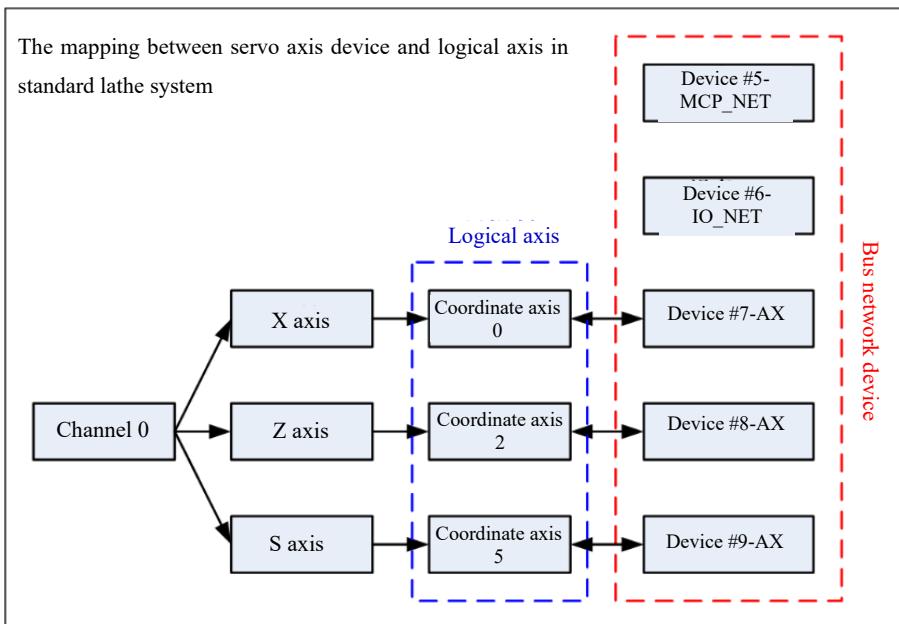 The mapping between servo axis device and logical axis in
standard lathe system
Device #5-
MCP_NET
Device #6-
IO_NET
Logical axis
Bus network device
X axis
Coordinate axis
0
Device #7-AX
Channel 0
Z axis
Coordinate axis
2
Device #8-AX
S axis
Coordinate axis
5
Device #9-AX